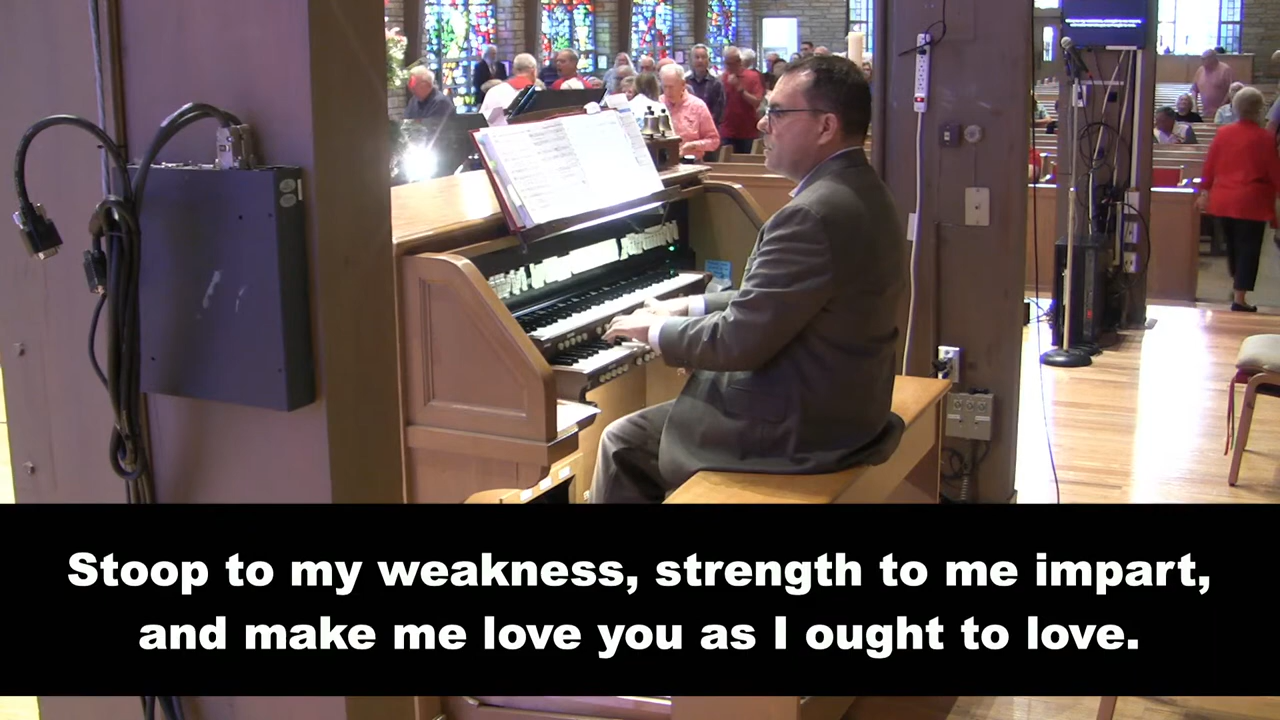 Stoop to my weakness, strength to me impart,
and make me love you as I ought to love.